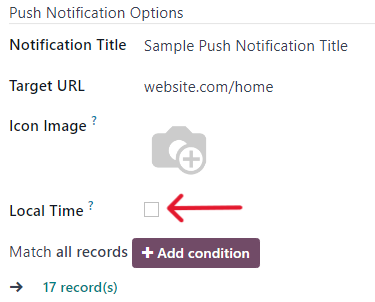 Push Notification Options
Notification Title Sample Push Notification Title
Target URL website.com/home
Icon Image ?
Local Time ?
Match all records + Add condition
→ 17 record(s)